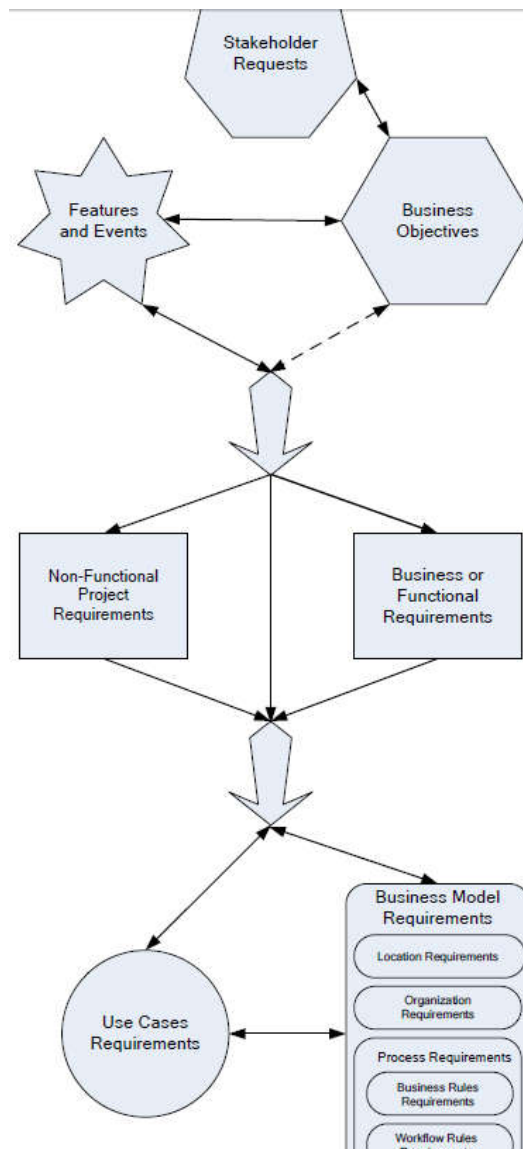 Stakeholder
Requests
Features
and Events
Business
Objectives
Non-Functional
Project
Requirements
Business or
Functional
Requirements
Business Model
Requirements
Location Requirements
Organization
Requirements
Use Cases
Requirements
Process Requirements
Business Rules
Requirements
Workflow Rules